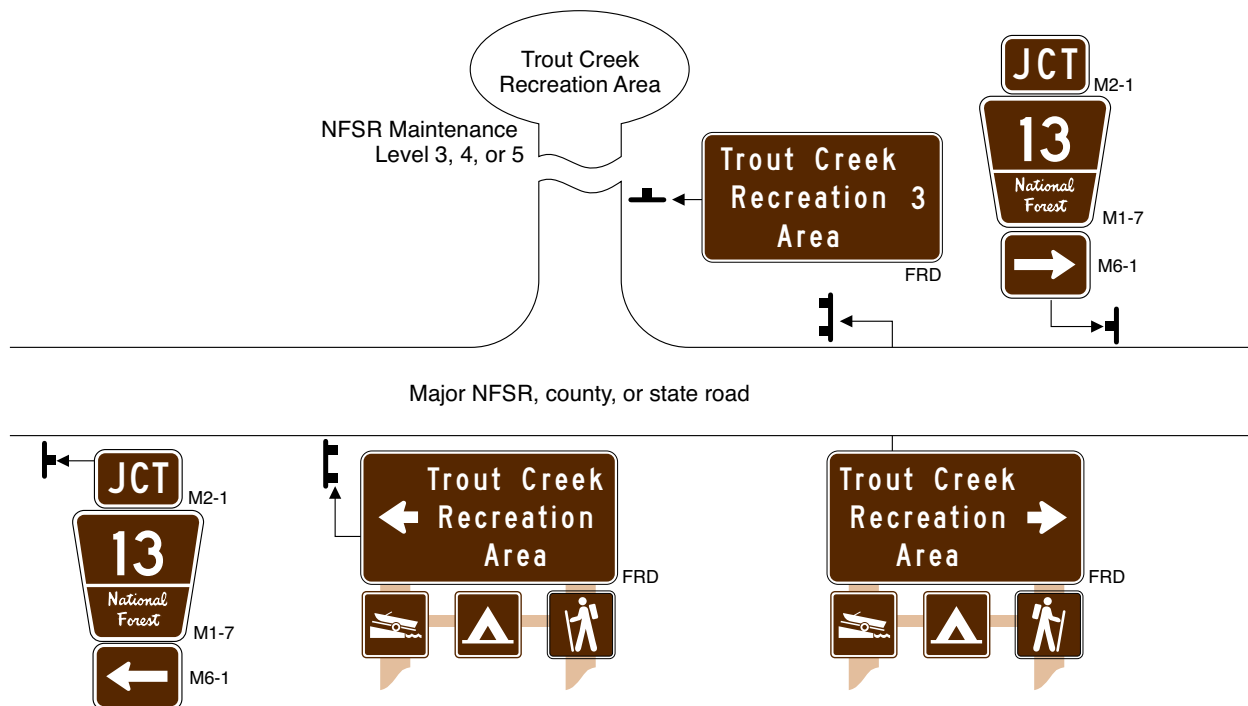 Trout Creek
Recreation Area
NFSR Maintenance
Level 3, 4, or 5
Trout Creek
Recreation 3
Area
FRD
JCT
M2-1
13
National
Forest
M1-7
M6-1
Major NFSR, county, or state road
JCT
M2-1
13
National
Forest
M1-7
M6-1
Trout Creek
Recreation
Area
FRD
Trout Creek
Recreation
Area
FRD